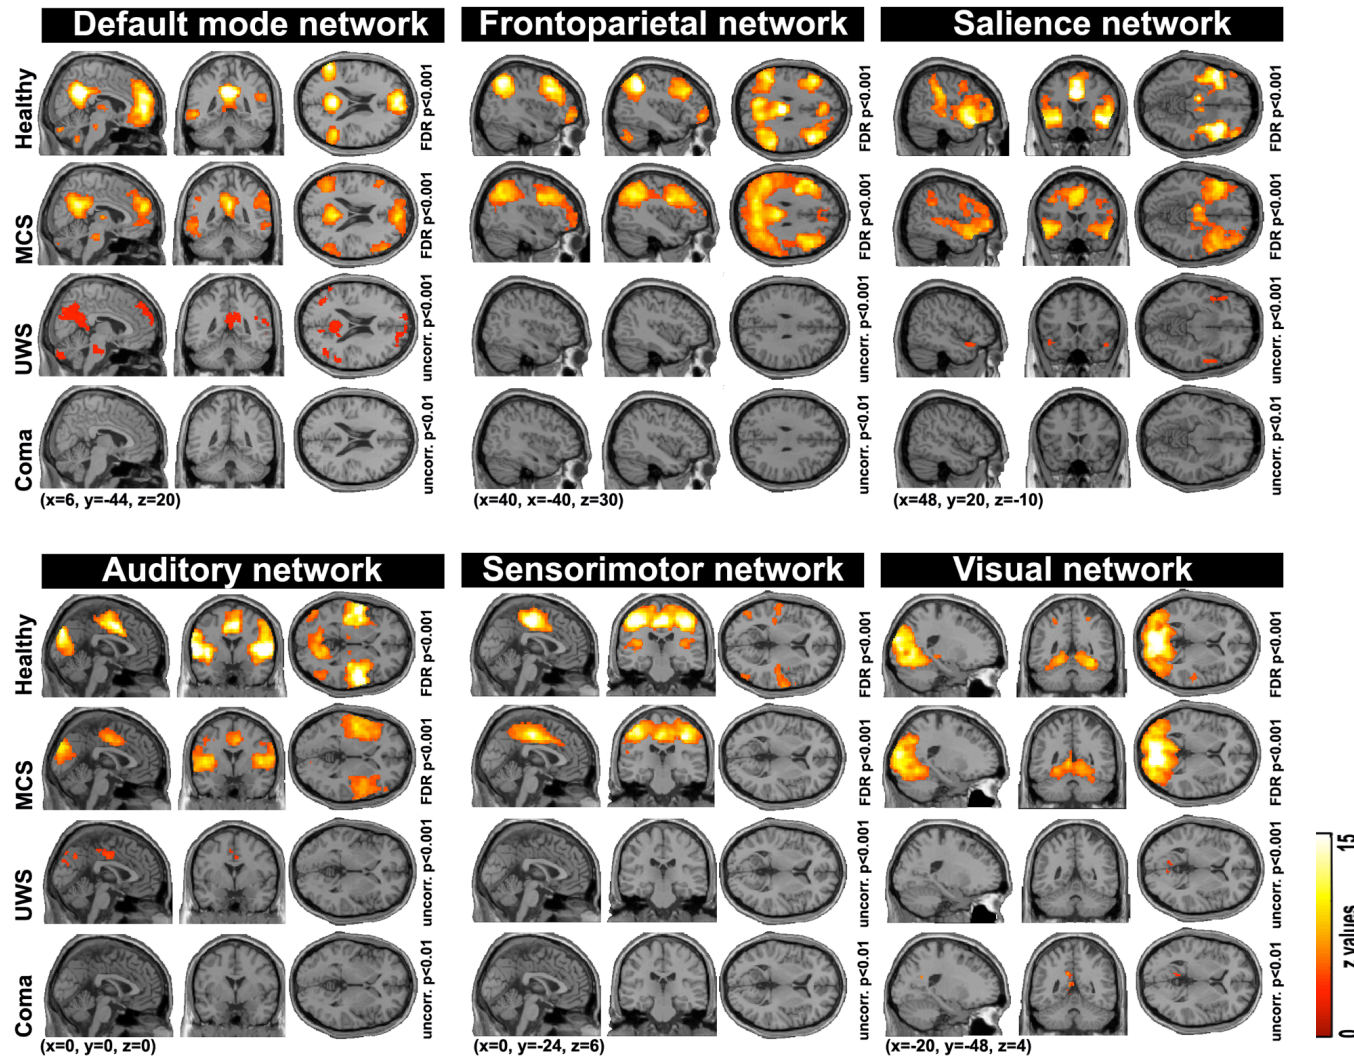 Default mode network
Frontoparietal network
Salience network
Healthy
FDR p<0.001
FDR p<0.001
FDR p<0.001
MCS
FDR p<0.001
FDR p<0.001
FDR p<0.001
UWS
uncorr. p<0.001
uncorr. p<0.001
uncorr. p<0.001
Coma
uncorr. p<0.01
uncorr. p<0.01
uncorr. p<0.01
(x=6, y=-44, z=20)
(x=40, x=-40, z=30)
(x=48, y=20, z=-10)
Auditory network
Sensorimotor network
Visual network
Healthy
FDR p<0.001
FDR p<0.001
FDR p<0.001
MCS
FDR p<0.001
FDR p<0.001
FDR p<0.001
UWS
uncorr. p<0.001
uncorr. p<0.001
uncorr. p<0.001
Coma
uncorr. p<0.01
uncorr. p<0.01
uncorr. p<0.01
(x=0, y=0, z=0)
(x=0, y=-24, z=6)
(x=-20, y=-48, z=4)
15
z values
0